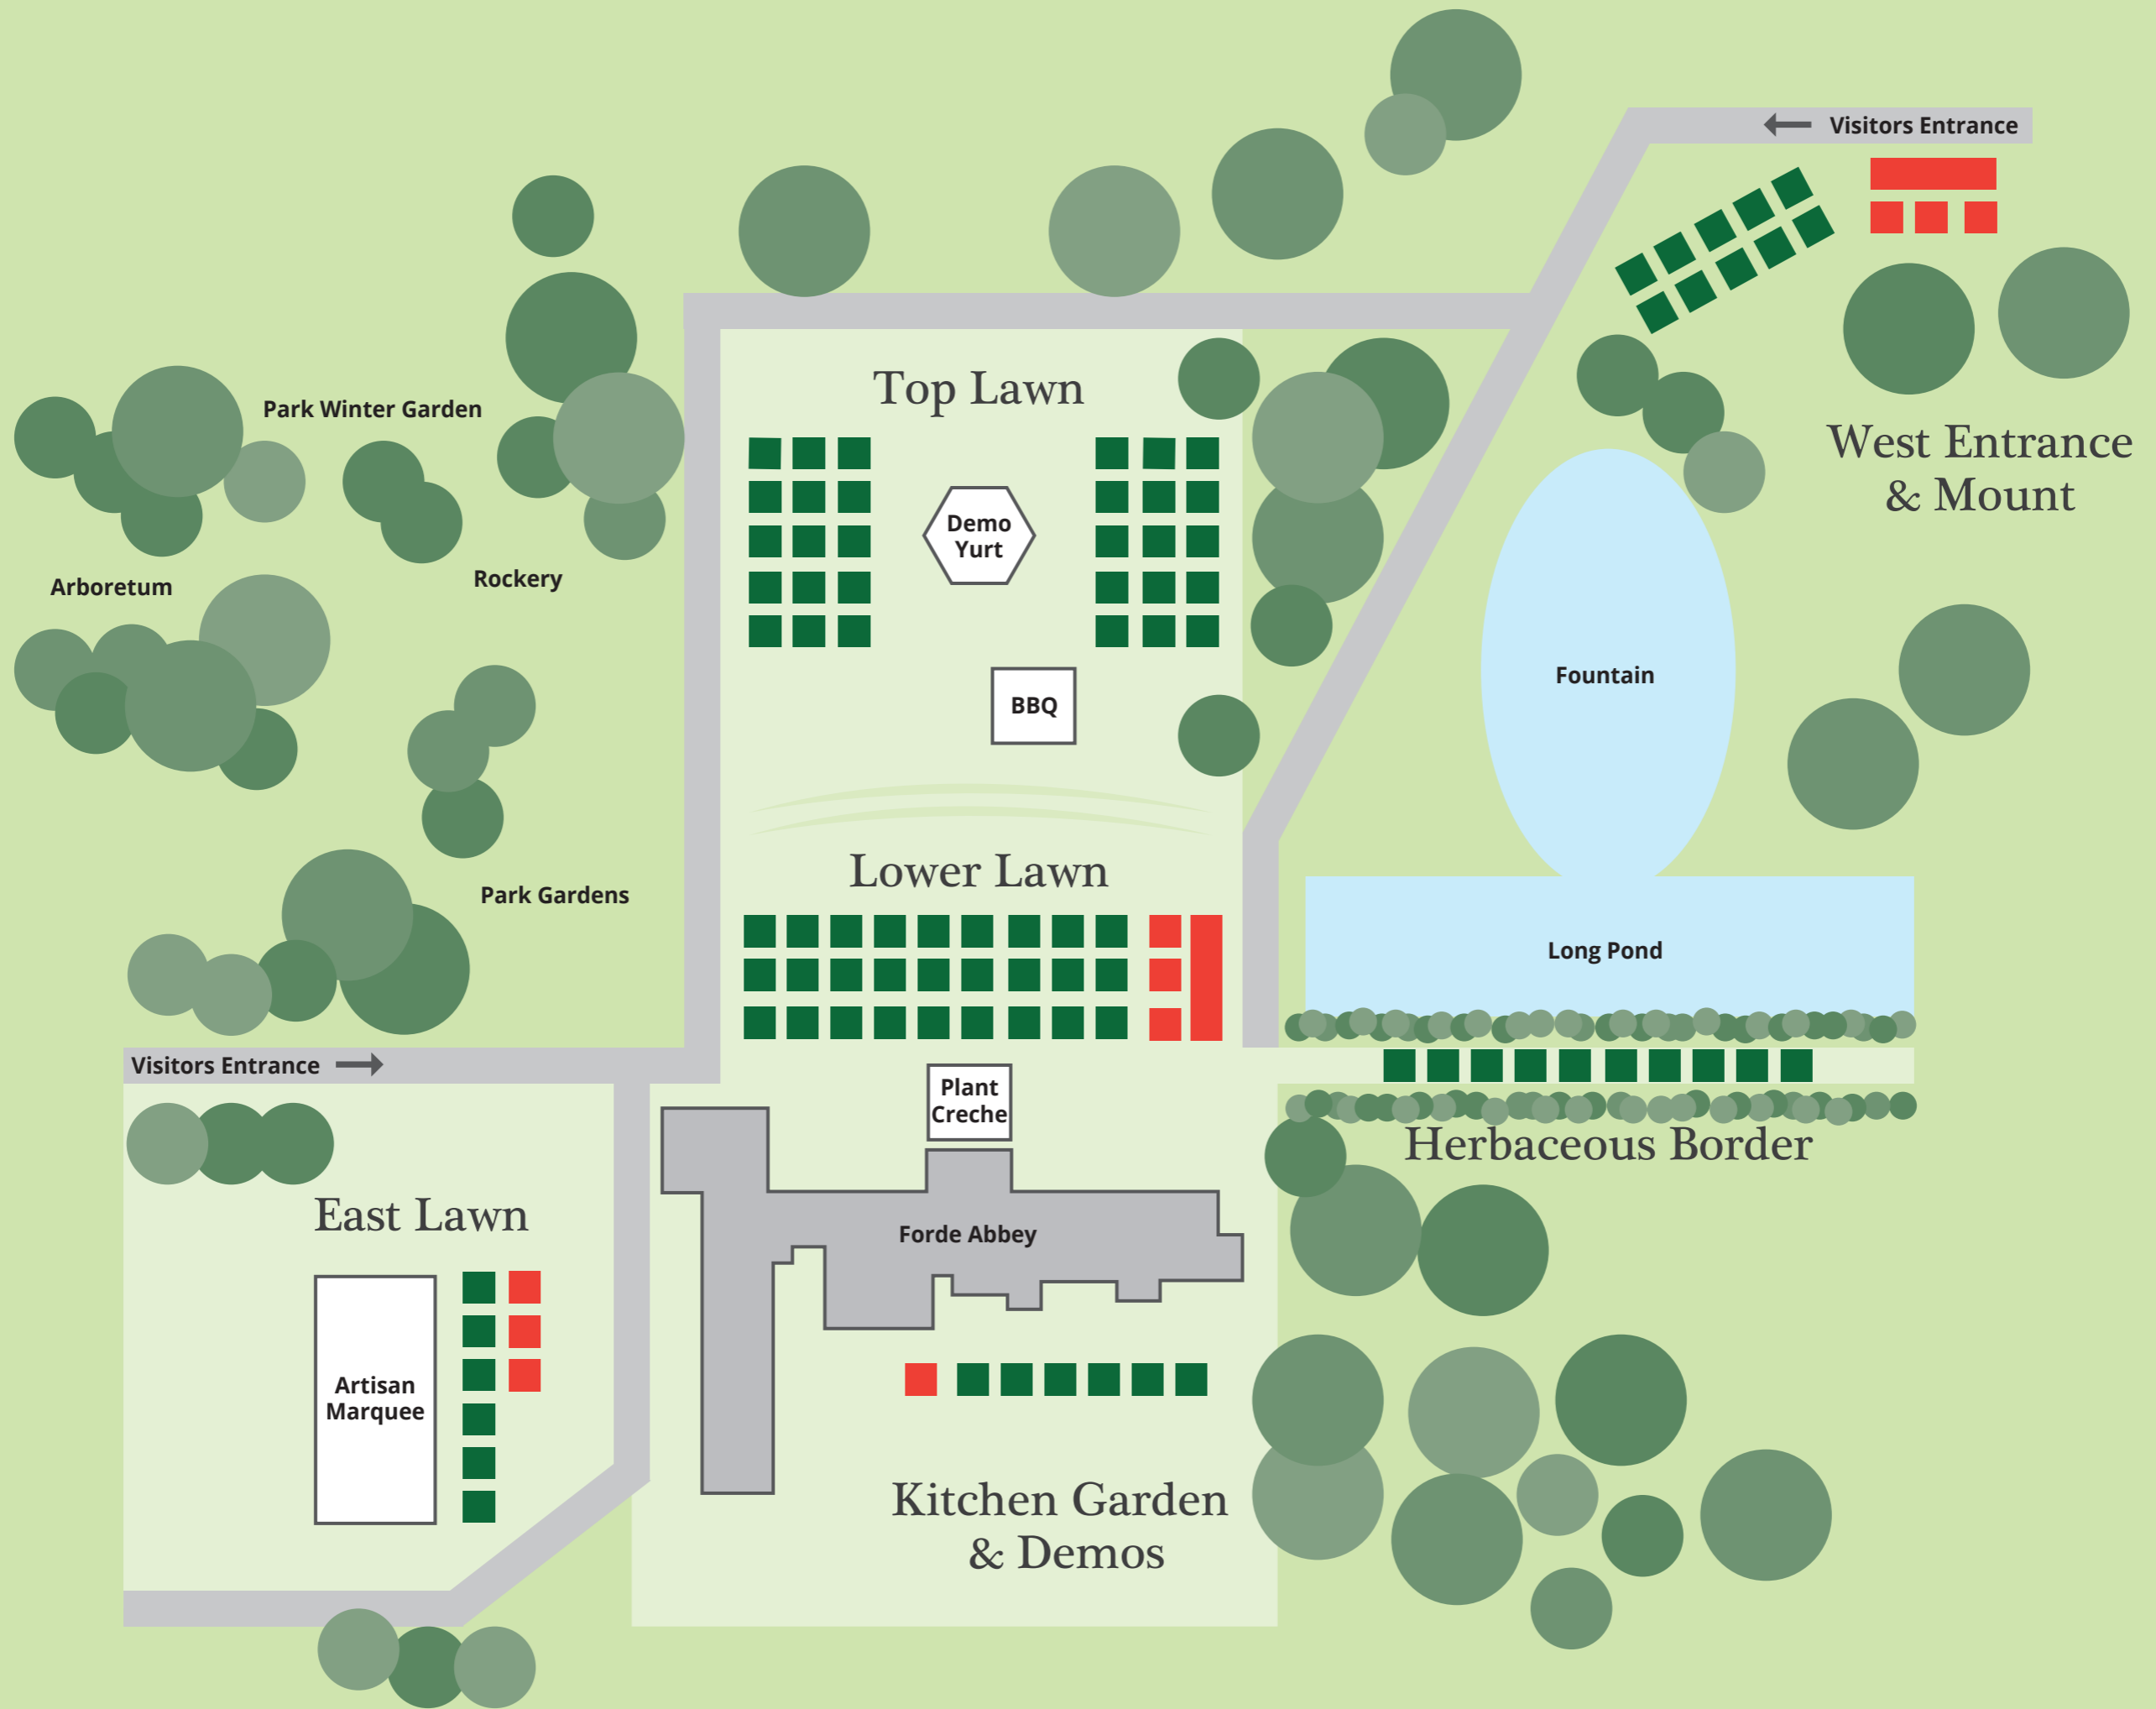 Visitors Entrance
Park Winter Garden
Top Lawn
West Entrance
& Mount
Demo
Yurt
Rockery
Arboretum
Fountain
BBQ
Lower Lawn
Park Gardens
Long Pond
Visitors Entrance
Plant
Creche
Herbaceous Border
East Lawn
Forde Abbey
Artisan
Marquee
Kitchen Garden
& Demos